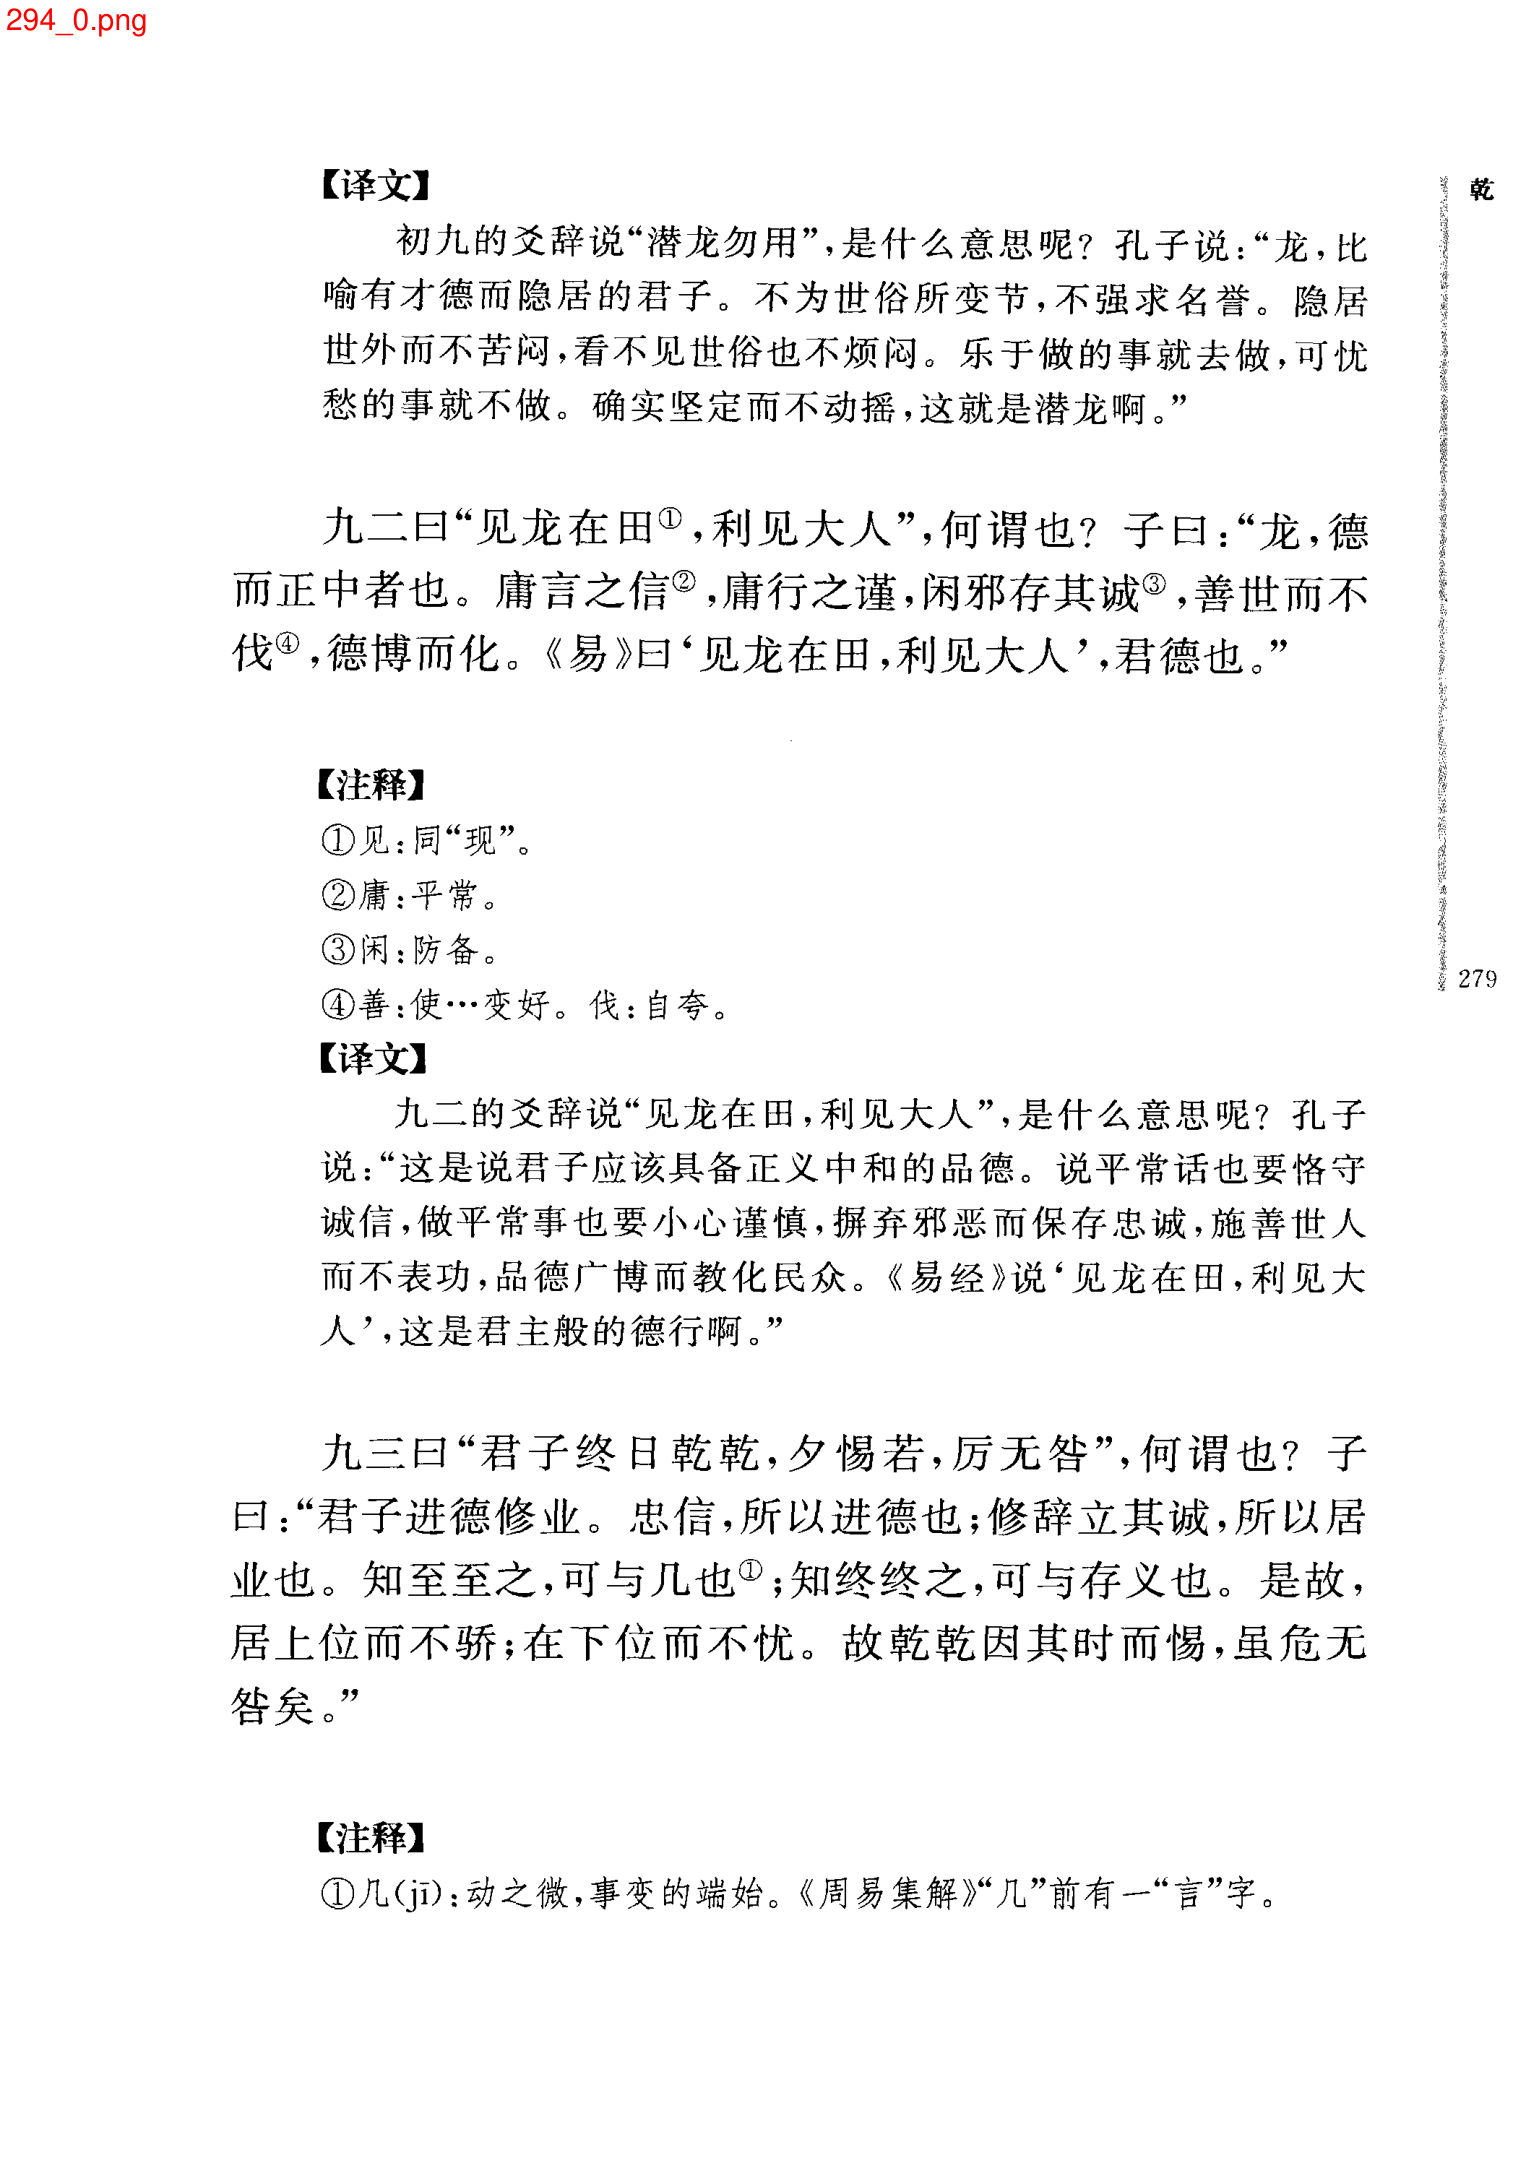 294_0.png
【译文】
初九的爻辞说“潜龙勿用”,是什么意思呢? 孔子说:“龙,比
喻有才德而隐居的君子。不为世俗所变节,不强求名誉。隐居
世外而不苦闷,看不见世俗也不烦闷。乐于做的事就去做,可忧
愁的事就不做。确实坚定而不动摇,这就是潜龙啊。”
乾
九二曰“见龙在田①,利见大人”,何谓也? 子曰:“龙,德
而正中者也。庸言之信②,庸行之谨,闲邪存其诚③,善世而不
伐④,德博而化。《易》曰‘见龙在田,利见大人’,君德也。”
【注释】
①见:同“现”。
②庸:平常。
③闲:防备。
④善:使…变好。伐:自夸。
279
【译文】
九二的爻辞说“见龙在田,利见大人”,是什么意思呢? 孔子
说:“这是说君子应该具备正义中和的品德。说平常话也要恪守
诚信,做平常事也要小心谨慎,摒弃邪恶而保存忠诚,施善世人
而不表功,品德广博而教化民众。《易经》说‘见龙在田,利见大
人’,这是君主般的德行啊。”
九三曰“君子终日乾乾,夕惕若,厉无咎”,何谓也? 子
曰:“君子进德修业。忠信,所以进德也;修辞立其诚,所以居
业也。知至至之,可与几也①;知终终之,可与存义也。是故,
居上位而不骄;在下位而不忧。故乾乾因其时而惕,虽危无
咎矣。”
【注释】
①几(jī):动之微,事变的端始。《周易集解》“几”前有一“言”字。